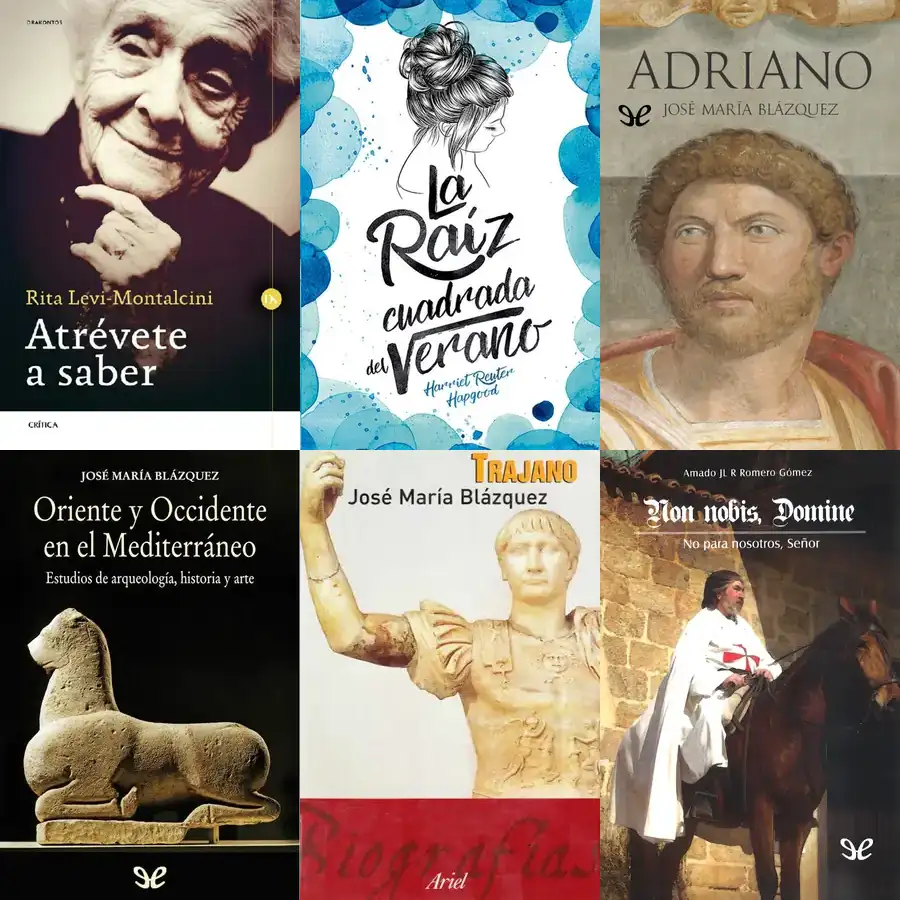 DRAKONTOS
Rita Levi-Montalcini
Atrévete
a saber
CRÍTICA
La
Raíz
cuadrada
del Verano
Harriet Reuter
Hapgood
ADRIANO
JOSÉ MARÍA BLÁZQUEZ
JOSÉ MARÍA BLÁZQUEZ
Oriente y Occidente
en el Mediterráneo
Estudios de arqueología, historia y arte
TRAJANO
José María Blázquez
Biografías
Ariel
Amado JL R Romero Gómez
Non nobis, Domine
No para nosotros, Señor